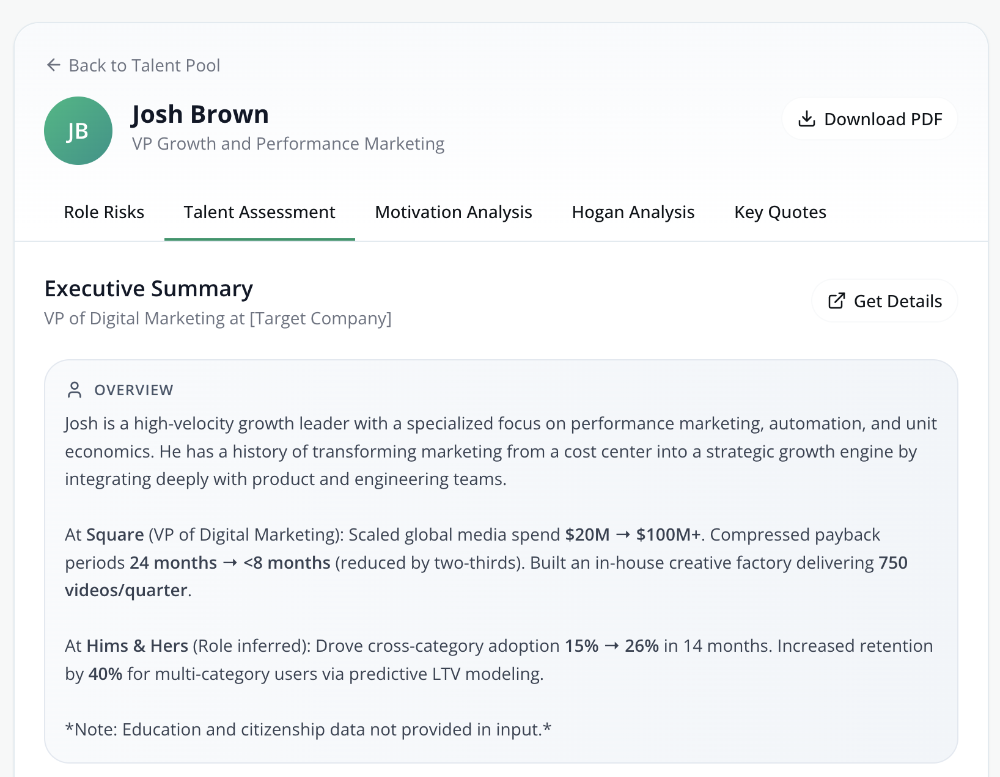 Back to Talent Pool
JB
Josh Brown
VP Growth and Performance Marketing
Download PDF
Role Risks
Talent Assessment
Motivation Analysis
Hogan Analysis
Key Quotes
Executive Summary
VP of Digital Marketing at [Target Company]
Get Details
OVERVIEW
Josh is a high-velocity growth leader with a specialized focus on performance marketing, automation, and unit
economics. He has a history of transforming marketing from a cost center into a strategic growth engine by
integrating deeply with product and engineering teams.
At Square (VP of Digital Marketing): Scaled global media spend $20M → $100M+. Compressed payback
periods 24 months → <8 months (reduced by two-thirds). Built an in-house creative factory delivering 750
videos/quarter.
At Hims & Hers (Role inferred): Drove cross-category adoption 15% → 26% in 14 months. Increased retention
by 40% for multi-category users via predictive LTV modeling.
*Note: Education and citizenship data not provided in input.*